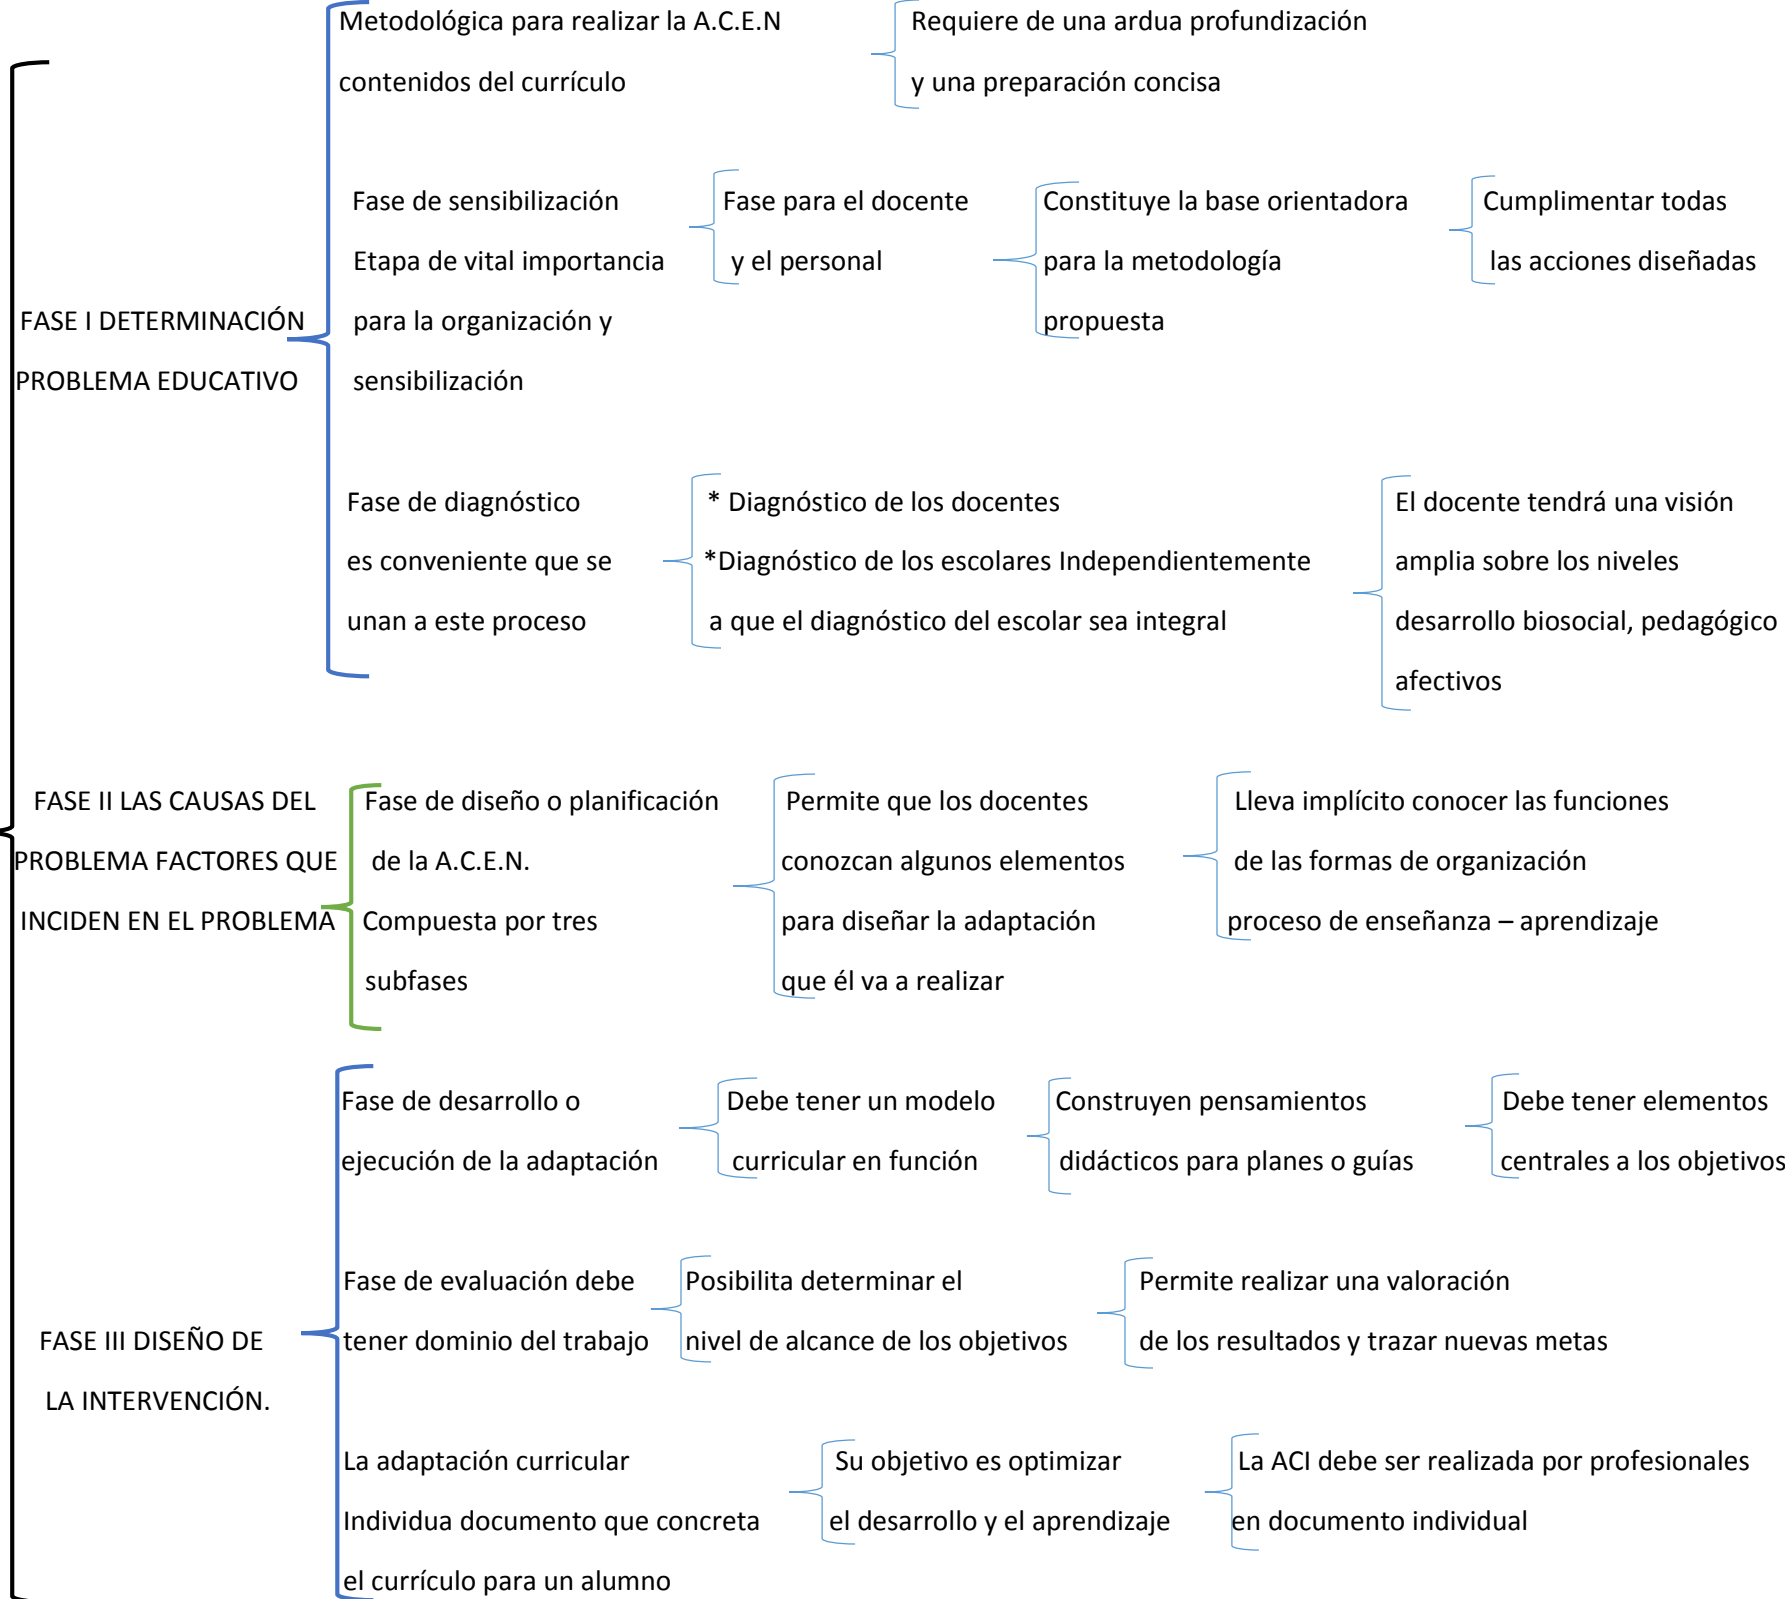 Metodológica para realizar la A.C.E.N
contenidos del currículo
Requiere de una ardua profundización
y una preparación concisa
FASE I DETERMINACIÓN
PROBLEMA EDUCATIVO
Fase de sensibilización
Etapa de vital importancia
para la organización y
sensibilización
Fase para el docente
y el personal
Constituye la base orientadora
para la metodología
propuesta
Cumplimentar todas
las acciones diseñadas
Fase de diagnóstico
es conveniente que se
unan a este proceso
* Diagnóstico de los docentes
*Diagnóstico de los escolares Independientemente
a que el diagnóstico del escolar sea integral
El docente tendrá una visión
amplia sobre los niveles
desarrollo biosocial, pedagógico
afectivos
FASE II LAS CAUSAS DEL
PROBLEMA FACTORES QUE
INCIDEN EN EL PROBLEMA
Fase de diseño o planificación
de la A.C.E.N.
Compuesta por tres
subfases
Permite que los docentes
conozcan algunos elementos
para diseñar la adaptación
que él va a realizar
Lleva implícito conocer las funciones
de las formas de organización
proceso de enseñanza – aprendizaje
FASE III DISEÑO DE
LA INTERVENCIÓN.
Fase de desarrollo o
ejecución de la adaptación
Debe tener un modelo
curricular en función
Construyen pensamientos
didácticos para planes o guías
Debe tener elementos
centrales a los objetivos
Fase de evaluación debe
tener dominio del trabajo
Posibilita determinar el
nivel de alcance de los objetivos
Permite realizar una valoración
de los resultados y trazar nuevas metas
La adaptación curricular
Individua documento que concreta
el currículo para un alumno
Su objetivo es optimizar
el desarrollo y el aprendizaje
La ACI debe ser realizada por profesionales
en documento individual